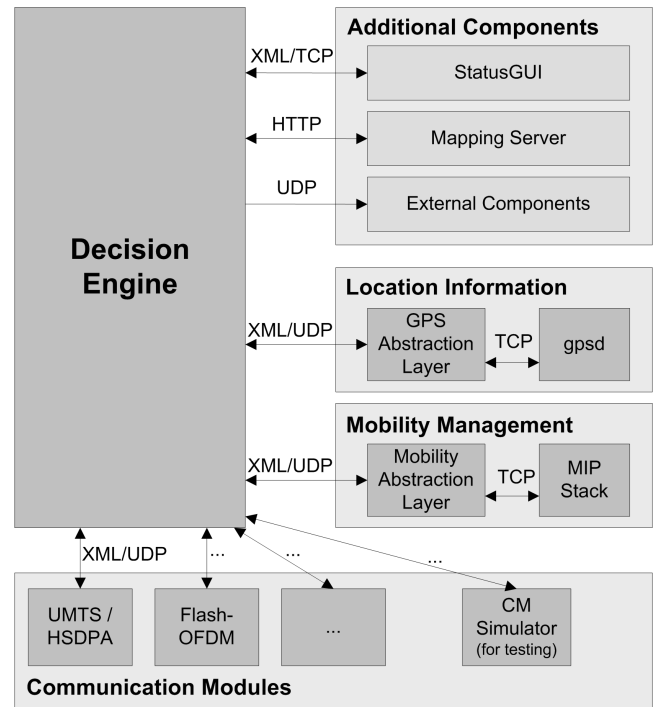 Additional Components
XML/TCP
StatusGUI
HTTP
Mapping Server
UDP
External Components
Decision
Engine
Location Information
XML/UDP
GPS
Abstraction
Layer
TCP
gpsd
Mobility Management
XML/UDP
Mobility
Abstraction
Layer
TCP
MIP
Stack
XML/UDP
...
...
...
UMTS /
HSDPA
Flash-
OFDM
...
CM
Simulator
(for testing)
Communication Modules